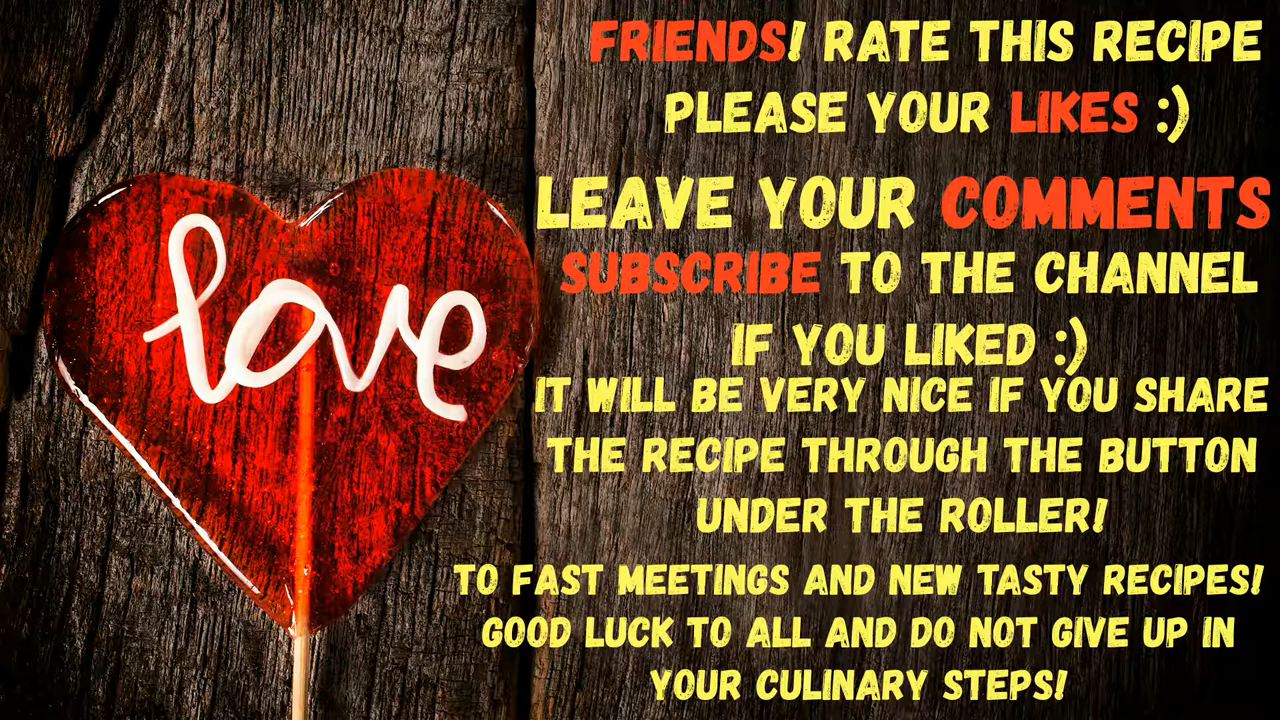 FRIENDS! RATE THIS RECIPE
PLEASE YOUR LIKES :)
LEAVE YOUR COMMENTS
SUBSCRIBE TO THE CHANNEL
IF YOU LIKED :)
IT WILL BE VERY NICE IF YOU SHARE
THE RECIPE THROUGH THE BUTTON
UNDER THE ROLLER!
TO FAST MEETINGS AND NEW TASTY RECIPES!
GOOD LUCK TO ALL AND DO NOT GIVE UP IN
YOUR CULINARY STEPS!
love